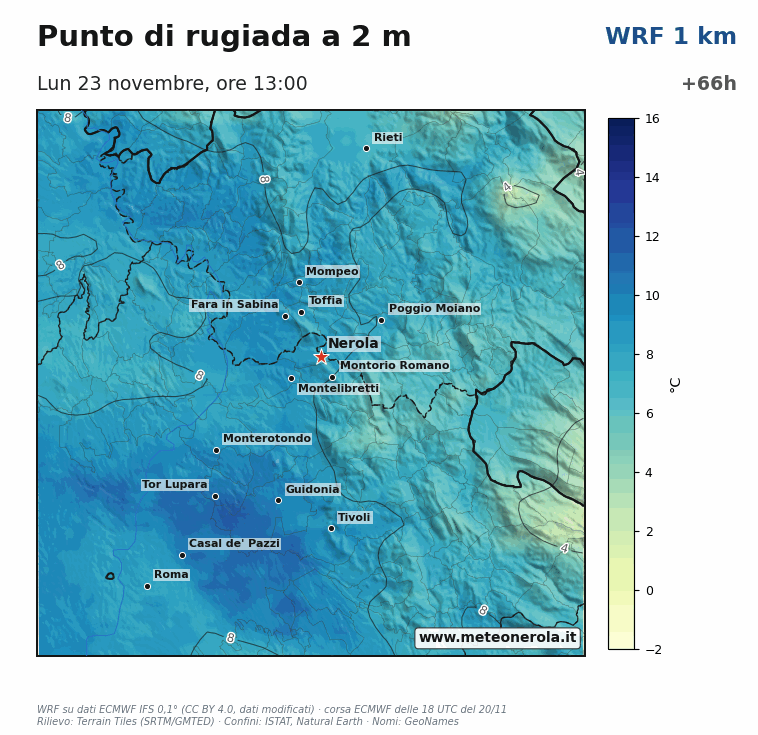 Punto di rugiada a 2 m
WRF 1 km
Lun 23 novembre, ore 13:00
+66h
8
Rieti
8
4
4
8
Mompeo
Fara in Sabina
Toffia
Poggio Moiano
Nerola
Montorio Romano
8
Montelibretti
Monterotondo
Tor Lupara
Guidonia
Tivoli
Casal de' Pazzi
4
Roma
8
8
www.meteonerola.it
16
14
12
10
8
6
4
2
0
−2
°C
WRF su dati ECMWF IFS 0,1° (CC BY 4.0, dati modificati) · corsa ECMWF delle 18 UTC del 20/11
Rilievo: Terrain Tiles (SRTM/GMTED) · Confini: ISTAT, Natural Earth · Nomi: GeoNames